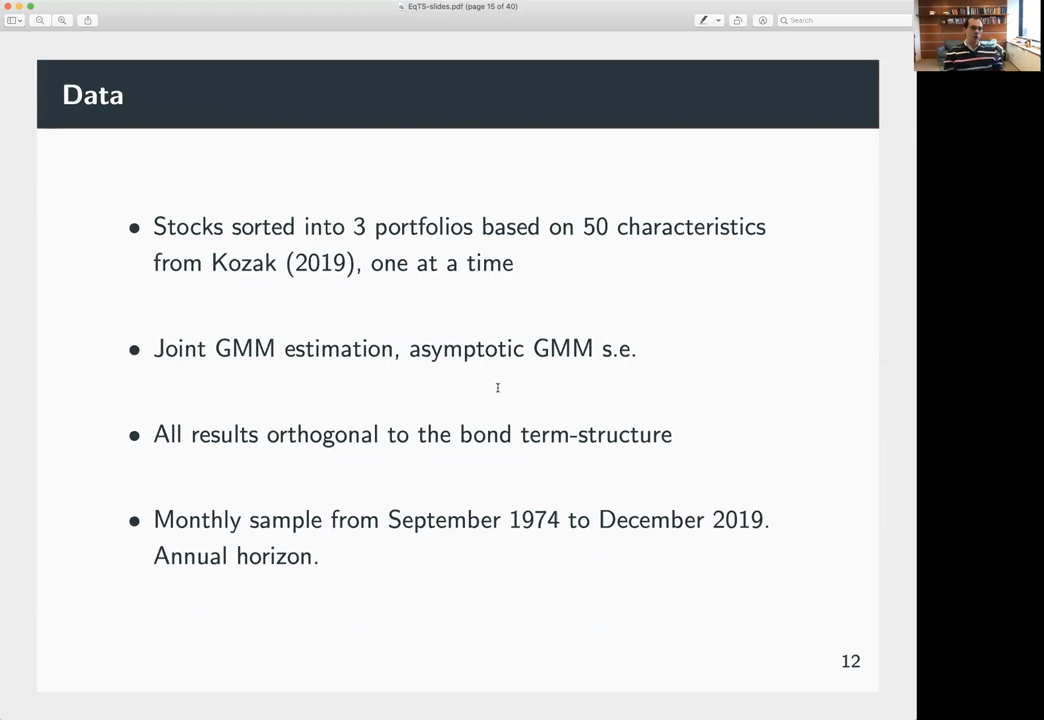 EqTS-slides.pdf (page 15 of 40)
Search
Data
• Stocks sorted into 3 portfolios based on 50 characteristics
from Kozak (2019), one at a time
• Joint GMM estimation, asymptotic GMM s.e.
• All results orthogonal to the bond term-structure
• Monthly sample from September 1974 to December 2019.
Annual horizon.
12